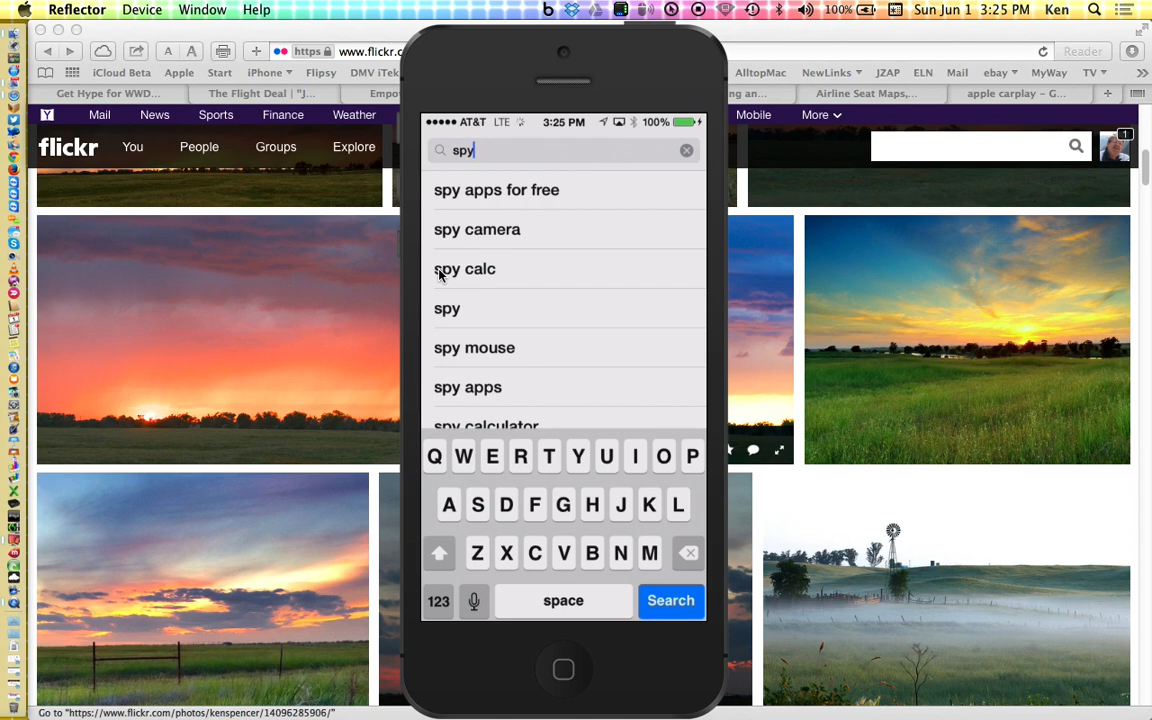 Reflector Device Window Help 100% Sun Jun 1 3:25 PM Ken
A A https www.flickr.c Reader
iCloud Beta Apple Start iPhone Flipsy DMV iTek AlltopMac NewLinks JZAP ELN Mail ebay MyWay TV
Get Hype for WWD... The Flight Deal | "J... Empo ng an... Airline Seat Maps,... apple carplay – G...
Y Mail News Sports Finance Weather Mobile More
flickr You People Groups Explore 1
AT&T LTE 3:25 PM 100%
spy
spy apps for free
spy camera
spy calc
spy
spy mouse
spy apps
spy calculator
Q W E R T Y U I O P
A S D F G H J K L
Z X C V B N M
123 space Search
Go to "https://www.flickr.com/photos/kenspencer/14096285906/"